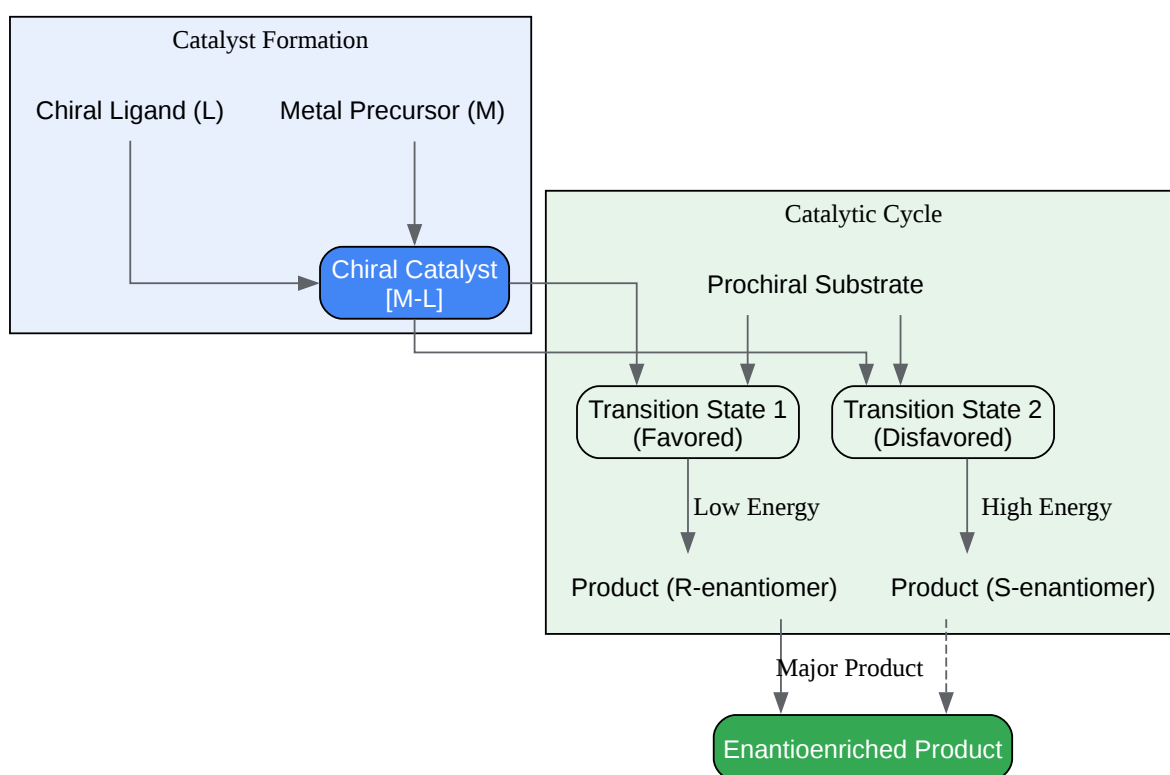 Catalyst Formation
Chiral Ligand (L)
Metal Precursor (M)
Chiral Catalyst
[M-L]
Catalytic Cycle
Prochiral Substrate
Transition State 1
(Favored)
Transition State 2
(Disfavored)
Low Energy
High Energy
Product (R-enantiomer)
Product (S-enantiomer)
Major Product
Enantioenriched Product